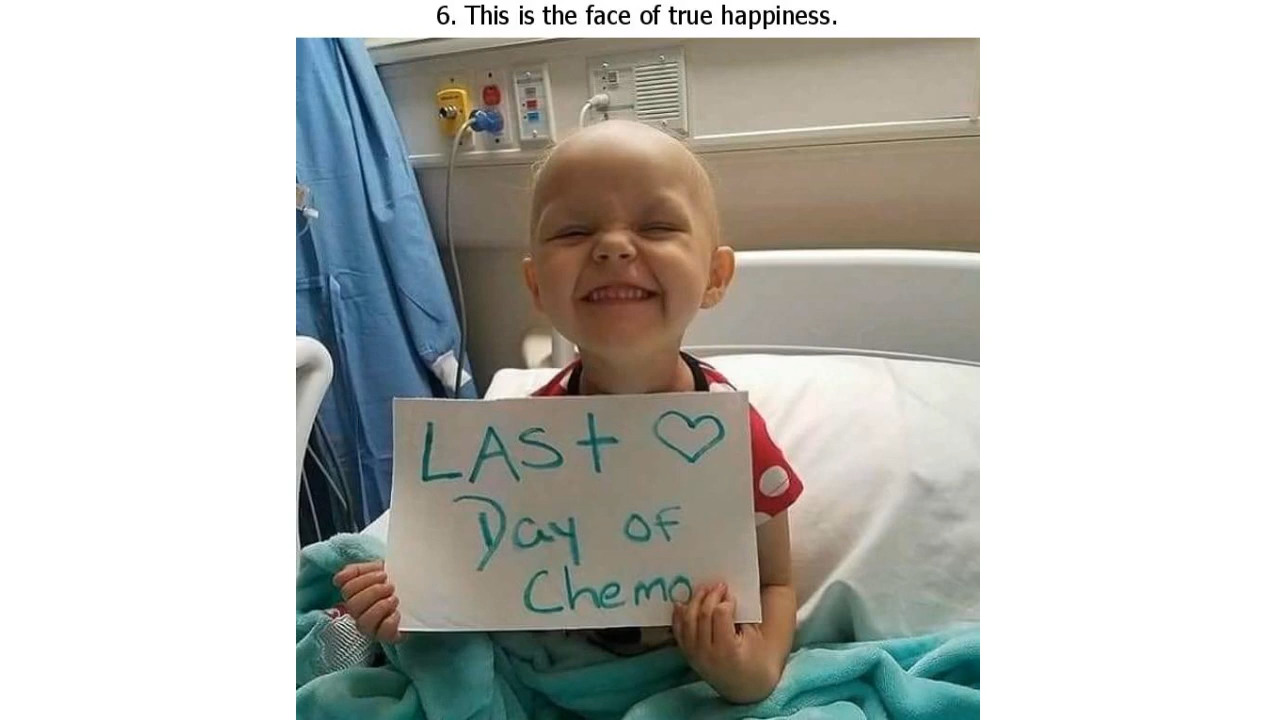 6. This is the face of true happiness.
LAST ♡
Day of
Chemo